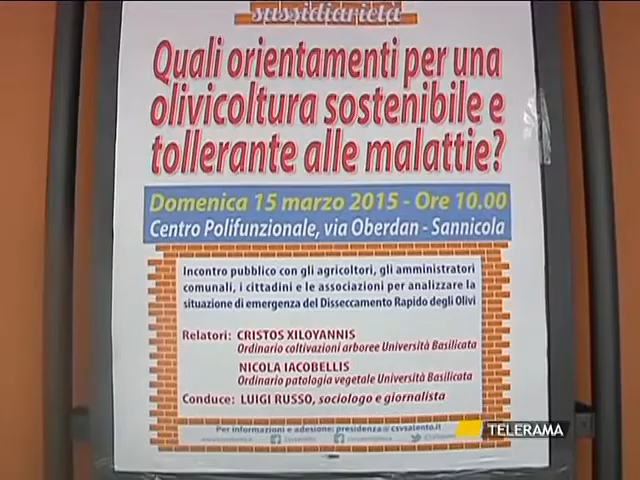 sussidiarietà
Quali orientamenti per una
olivicoltura sostenibile e
tollerante alle malattie?
Domenica 15 marzo 2015 - Ore 10.00
Centro Polifunzionale, via Oberdan - Sannicola
Incontro pubblico con gli agricoltori, gli amministratori
comunali, i cittadini e le associazioni per analizzare la
situazione di emergenza del Disseccamento Rapido degli Olivi
Relatori: CRISTOS XILOYANNIS
Ordinario coltivazioni arboree Università Basilicata
NICOLA IACOBELLIS
Ordinario patologia vegetale Università Basilicata
Conduce: LUIGI RUSSO, sociologo e giornalista
Per informazioni e adesione: presidenza@csvsalento.it
TELERAMA